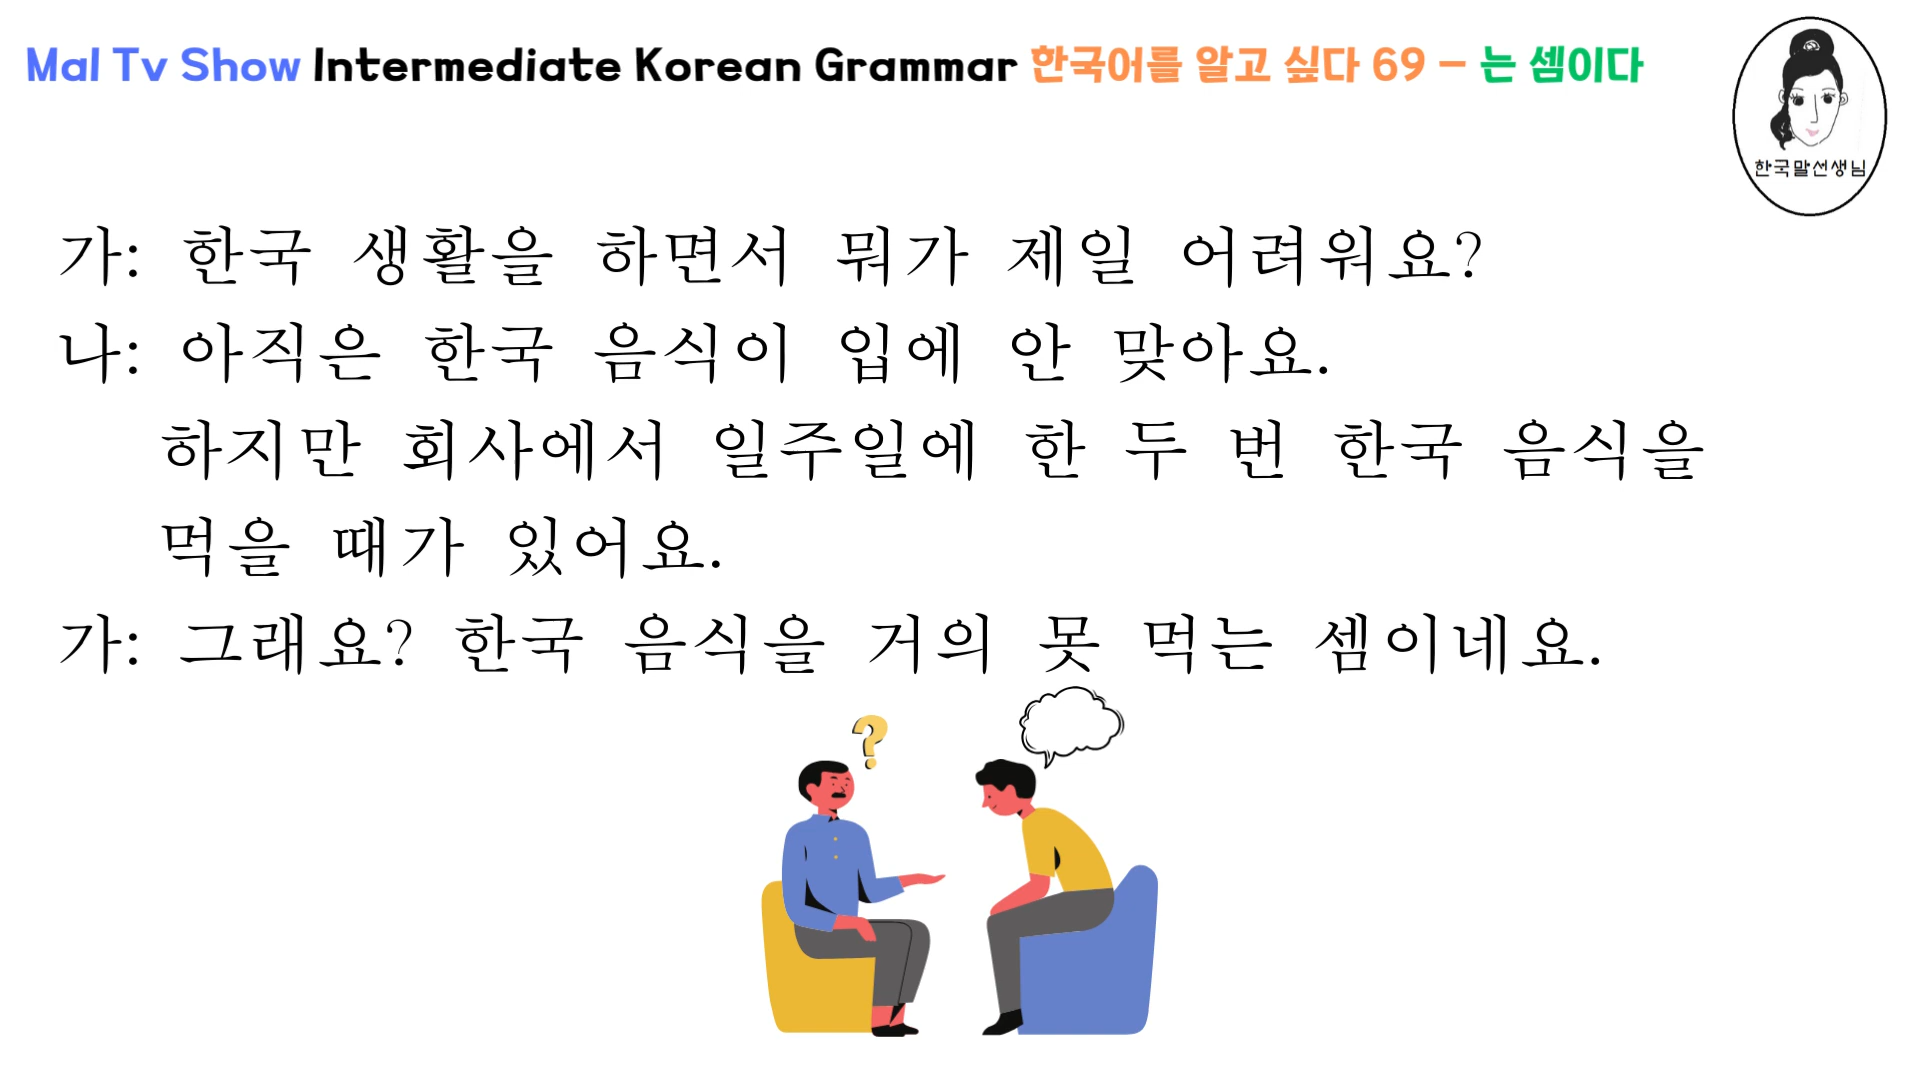 Mal Tv Show Intermediate Korean Grammar 한국어를 알고 싶다 69 - 는 셈이다
한국말선생님
가: 한국 생활을 하면서 뭐가 제일 어려워요?
나: 아직은 한국 음식이 입에 안 맞아요.
하지만 회사에서 일주일에 한 두 번 한국 음식을
먹을 때가 있어요.
가: 그래요? 한국 음식을 거의 못 먹는 셈이네요.
?